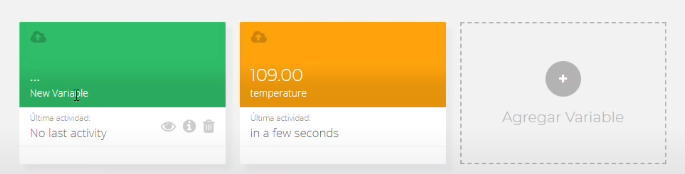 ...
New Variable
Última actividad:
No last activity
109.00
temperature
Última actividad:
in a few seconds
Agregar Variable